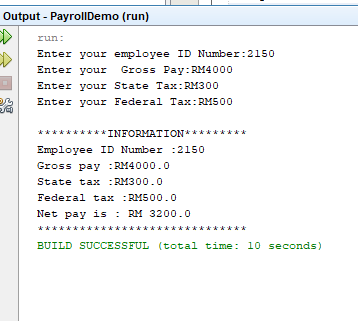 Output - PayrollDemo (run)
run:
Enter your employee ID Number:2150
Enter your  Gross Pay:RM4000
Enter your State Tax:RM300
Enter your Federal Tax:RM500
**********INFORMATION*********
Employee ID Number :2150
Gross pay :RM4000.0
State tax :RM300.0
Federal tax :RM500.0
Net pay is : RM 3200.0
******************************
BUILD SUCCESSFUL (total time: 10 seconds)